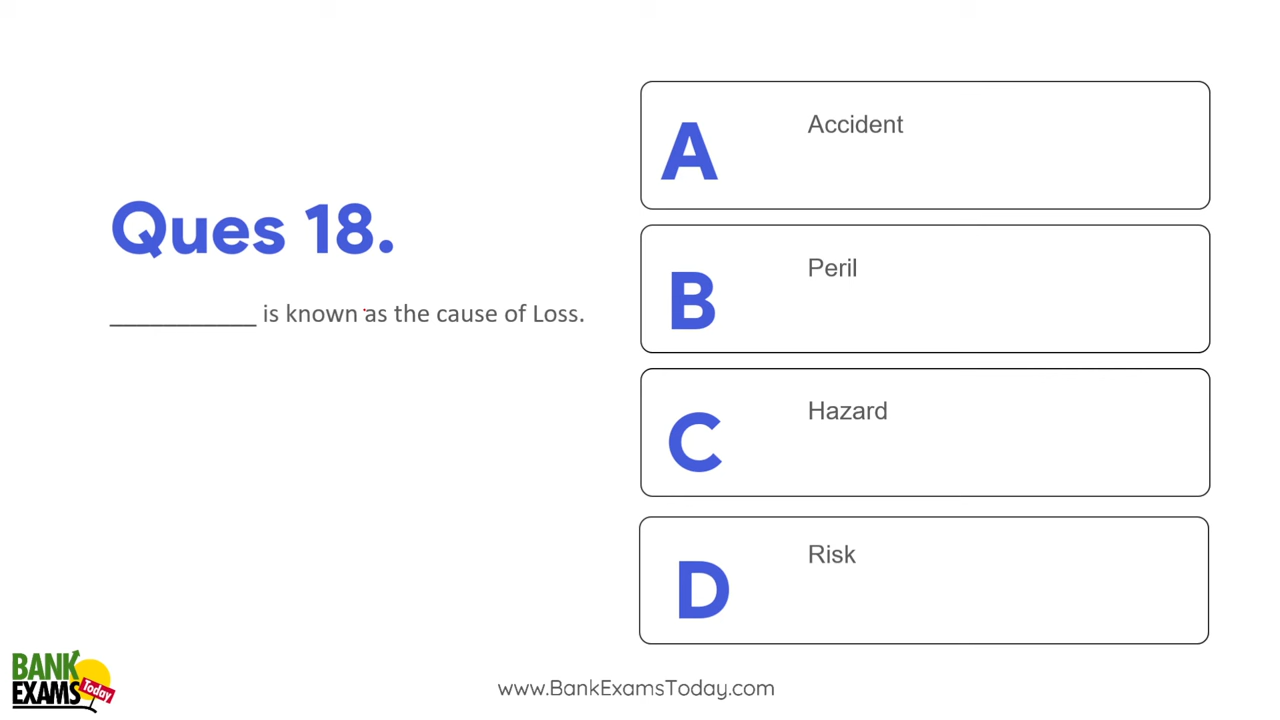 Ques 18.
___________ is known as the cause of Loss.
A Accident
B Peril
C Hazard
D Risk
BANK
EXAMS
Today
www.BankExamsToday.com